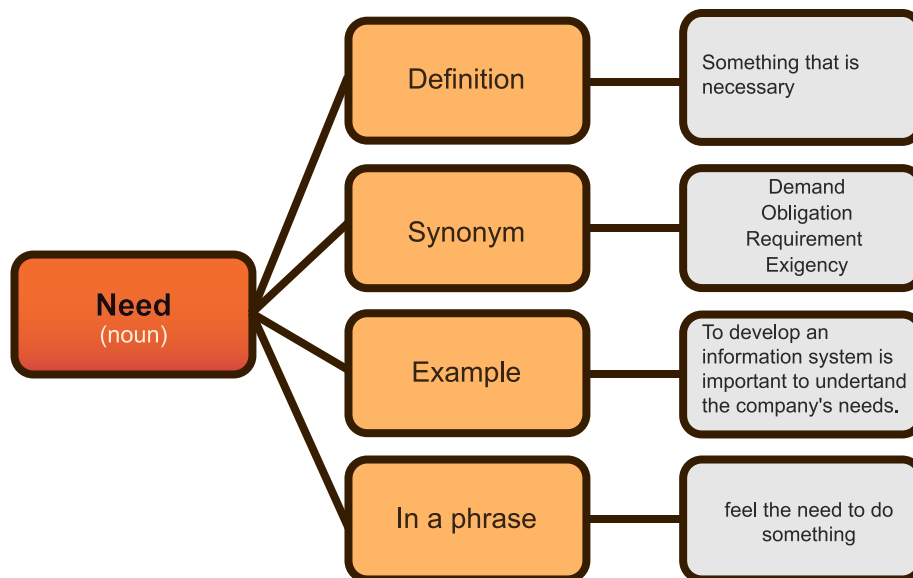 Need
(noun)
Definition
Something that is
necessary
Synonym
Demand
Obligation
Requirement
Exigency
Example
To develop an
information system is
important to undertand
the company's needs.
In a phrase
feel the need to do
something